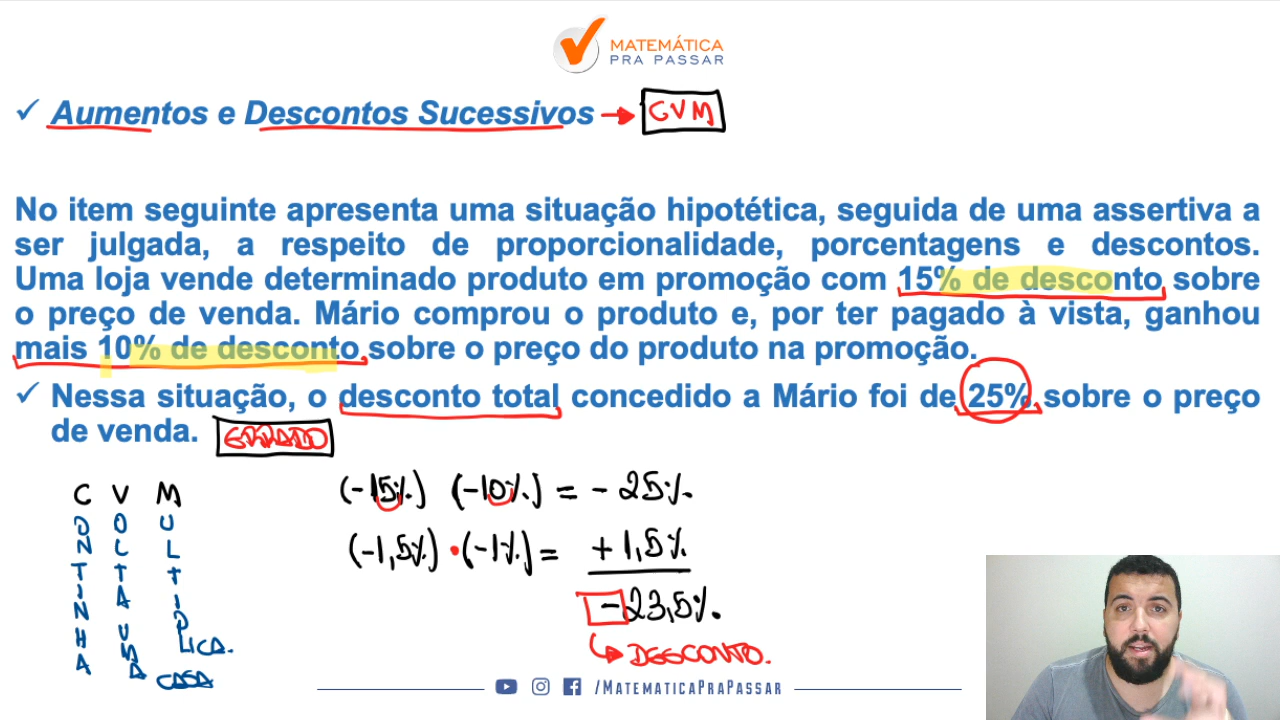 MATEMÁTICA
PRA PASSAR
✓ Aumentos e Descontos Sucessivos → CVM
No item seguinte apresenta uma situação hipotética, seguida de uma assertiva a
ser julgada, a respeito de proporcionalidade, porcentagens e descontos.
Uma loja vende determinado produto em promoção com 15% de desconto sobre
o preço de venda. Mário comprou o produto e, por ter pagado à vista, ganhou
mais 10% de desconto sobre o preço do produto na promoção.
✓ Nessa situação, o desconto total concedido a Mário foi de 25% sobre o preço
de venda. ERRADO
CONTINHA
VOLTA UMA
MULTIPLICA.
CASA
(-15%) (-10%) = - 25%.
(-1,5%) • (-1%) = + 1,5%
-23,5%.
DESCONTO.
/MatematicaPraPassar